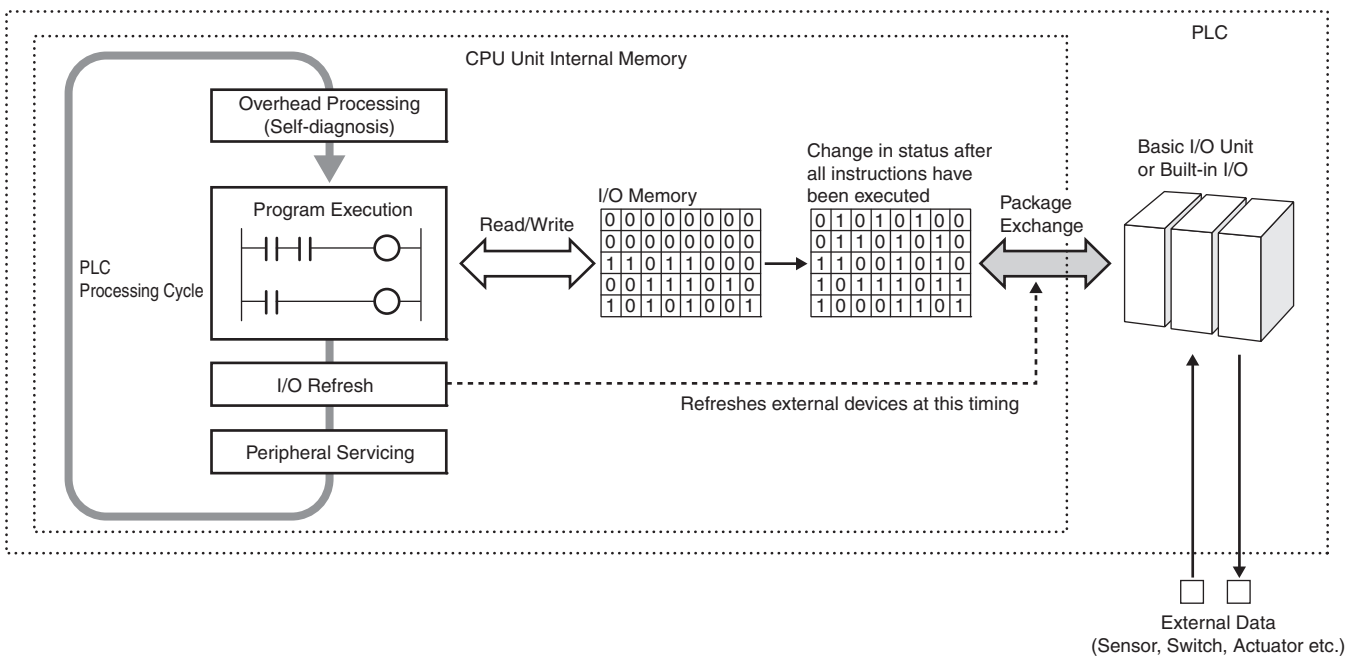 PLC
CPU Unit Internal Memory
Overhead Processing
(Self-diagnosis)
Program Execution
PLC
Processing Cycle
I/O Refresh
Peripheral Servicing
Read/Write
I/O Memory
0 0 0 0 0 0 0 0
0 0 0 0 0 0 0 0
1 1 0 1 1 0 0 0
0 0 1 1 1 0 1 0
1 0 1 0 1 0 0 1
Change in status after
all instructions have
been executed
0 1 0 1 0 1 0 0
0 1 1 0 1 0 1 0
1 1 0 0 1 0 1 0
1 0 1 1 1 0 1 1
1 0 0 0 1 1 0 1
Package
Exchange
Refreshes external devices at this timing
Basic I/O Unit
or Built-in I/O
External Data
(Sensor, Switch, Actuator etc.)